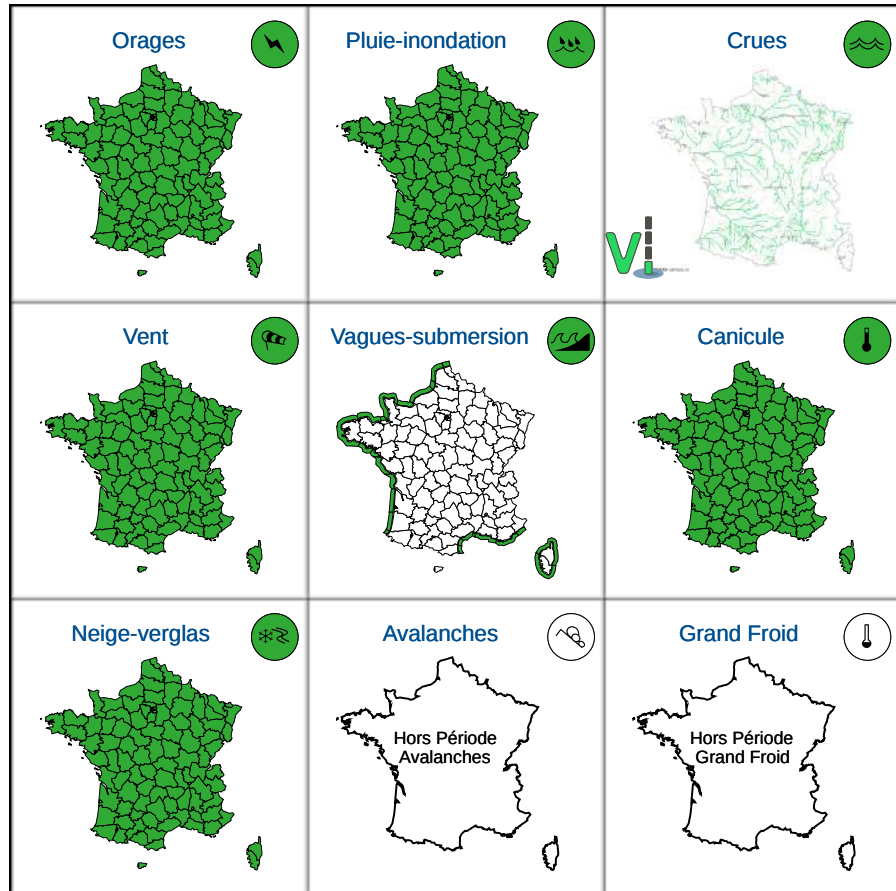 Orages
Pluie-inondation
Crues
Vent
Vagues-submersion
Canicule
Neige-verglas
Avalanches
Grand Froid
Hors Période
Avalanches
Hors Période
Grand Froid